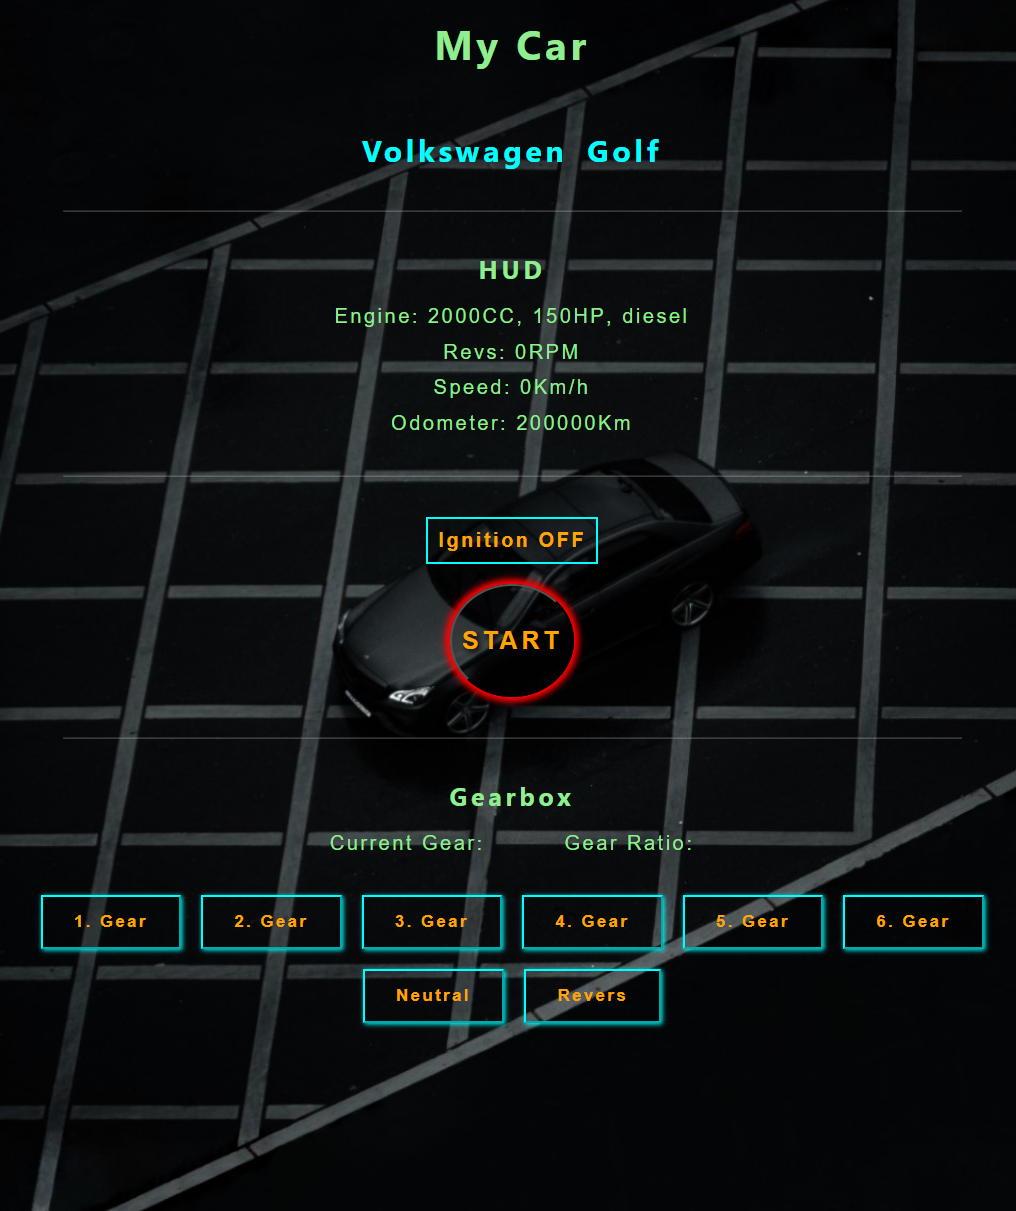 My Car
Volkswagen Golf
HUD
Engine: 2000CC, 150HP, diesel
Revs: 0RPM
Speed: 0Km/h
Odometer: 200000Km
Ignition OFF
START
Gearbox
Current Gear: Gear Ratio:
1. Gear 2. Gear 3. Gear 4. Gear 5. Gear 6. Gear
Neutral Revers